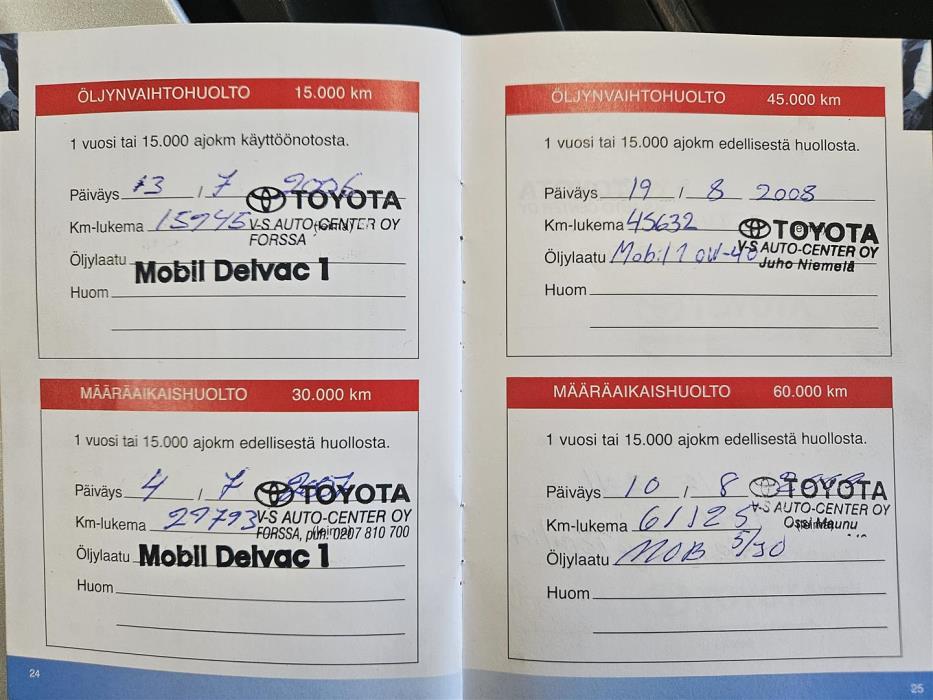 ÖLJYNVAIHTOHUOLTO 15.000 km
1 vuosi tai 15.000 ajokm käyttöönotosta.
Päiväys 13 / 7 2006
TOYOTA
Km-lukema 15945 V-S AUTO-CENTER OY
FORSSA
Öljylaatu Mobil Delvac 1
Huom
MÄÄRÄAIKAISHUOLTO 30.000 km
1 vuosi tai 15.000 ajokm edellisestä huollosta.
Päiväys 4 / 7 2007
TOYOTA
Km-lukema 29793 V-S AUTO-CENTER OY
FORSSA, puh. 0207 810 700
Öljylaatu Mobil Delvac 1
Huom
24
ÖLJYNVAIHTOHUOLTO 45.000 km
1 vuosi tai 15.000 ajokm edellisestä huollosta.
Päiväys 19 / 8 2008
Km-lukema 45632 TOYOTA
V-S AUTO-CENTER OY
Öljylaatu Mobil 1 0W-40 Juho Niemelä
Huom
MÄÄRÄAIKAISHUOLTO 60.000 km
1 vuosi tai 15.000 ajokm edellisestä huollosta.
Päiväys 10 / 8 TOYOTA
V-S AUTO-CENTER OY
Km-lukema 61125 Ossi Maunu
Öljylaatu MOB 5/30
Huom
25